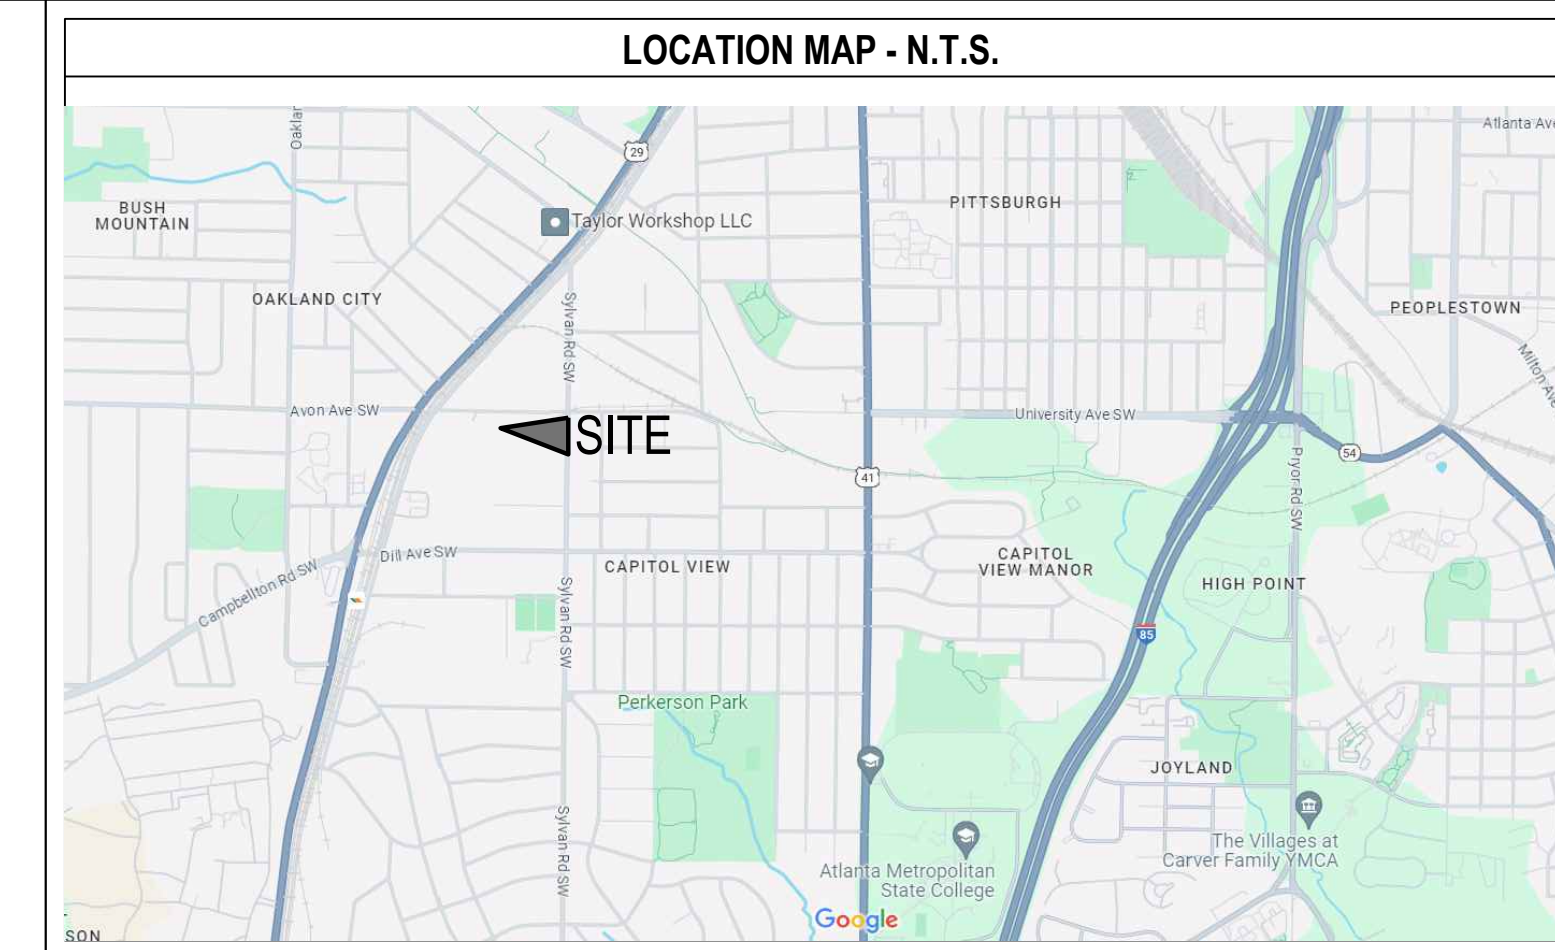 LOCATION MAP - N.T.S.
Oaklan
29
Atlanta Ave
BUSH
MOUNTAIN
Taylor Workshop LLC
PITTSBURGH
OAKLAND CITY
Sylvan Rd SW
PEOPLESTOWN
Milton Ave
Avon Ave SW
University Ave SW
SITE
54
41
Pryor Rd SW
Dill Ave SW
CAPITOL
VIEW MANOR
CAPITOL VIEW
Campbellton Rd SW
HIGH POINT
Sylvan Rd SW
85
Perkerson Park
JOYLAND
Sylvan Rd SW
The Villages at
Carver Family YMCA
Atlanta Metropolitan
State College
Google
SON